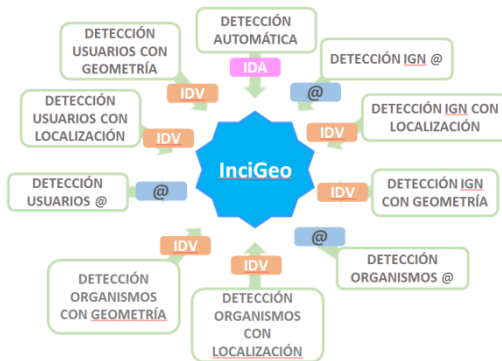 DETECCIÓN
AUTOMÁTICA
IDA
DETECCIÓN
USUARIOS CON
GEOMETRÍA
IDV
DETECCIÓN IGN @
@
DETECCIÓN
USUARIOS CON
LOCALIZACIÓN
IDV
DETECCIÓN IGN CON
LOCALIZACIÓN
IDV
InciGeo
DETECCIÓN
USUARIOS @
@
DETECCIÓN IGN
CON GEOMETRÍA
IDV
DETECCIÓN
ORGANISMOS
CON GEOMETRÍA
IDV
DETECCIÓN
ORGANISMOS
CON
LOCALIZACIÓN
IDV
DETECCIÓN
ORGANISMOS @
@